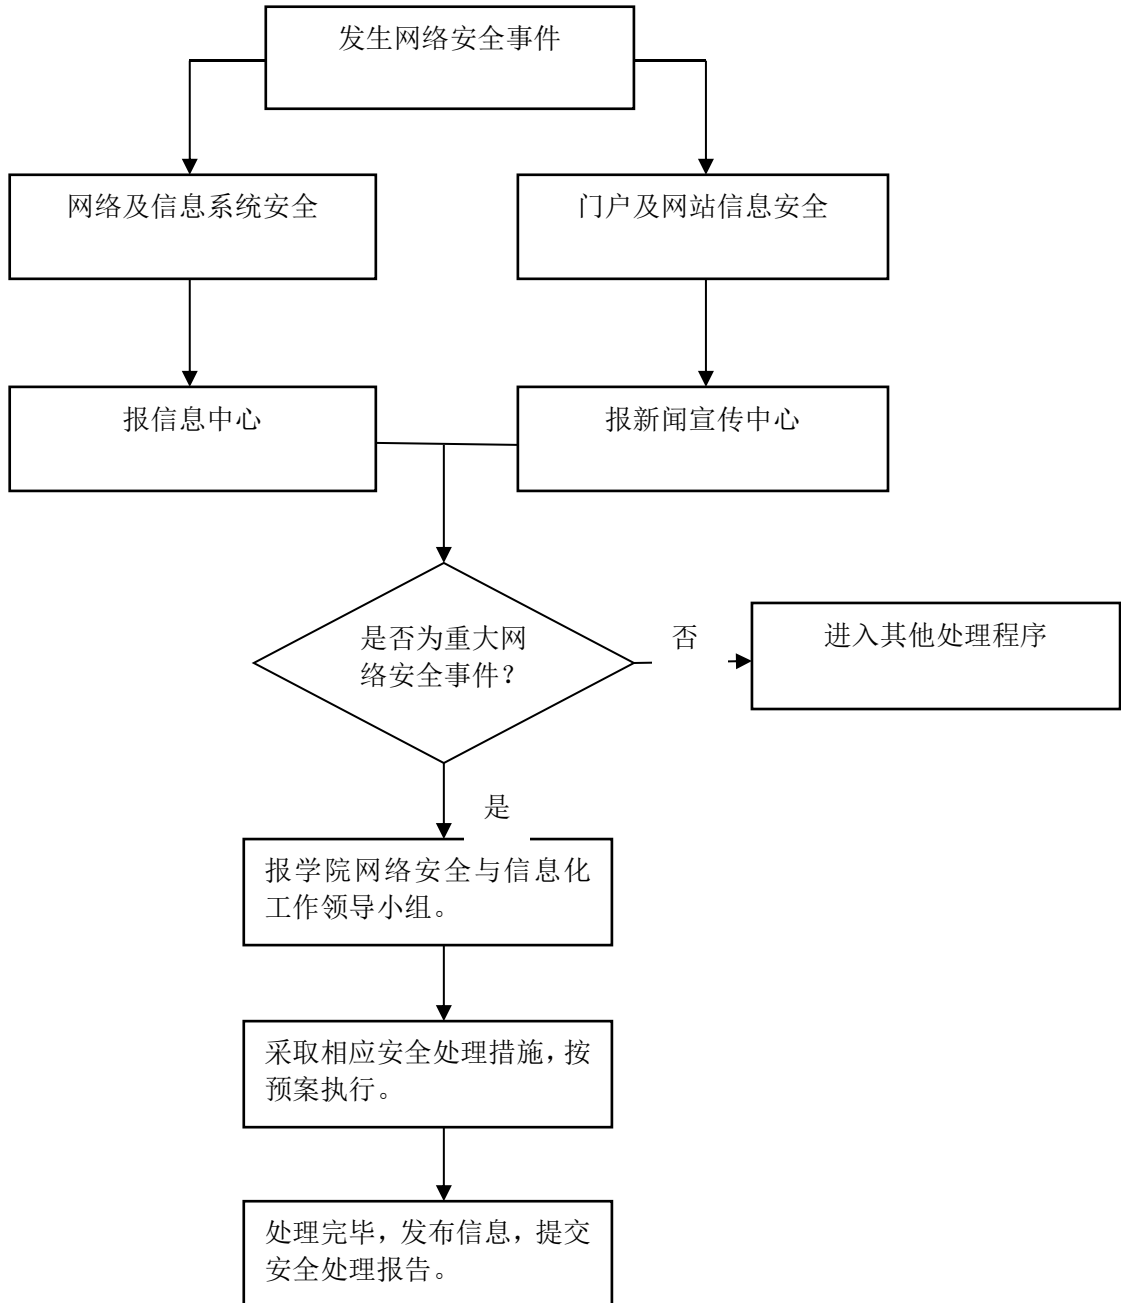 发生网络安全事件
网络及信息系统安全
门户及网站信息安全
报信息中心
报新闻宣传中心
是否为重大网
络安全事件？
否
进入其他处理程序
是
报学院网络安全与信息化
工作领导小组。
采取相应安全处理措施，按
预案执行。
处理完毕，发布信息，提交
安全处理报告。